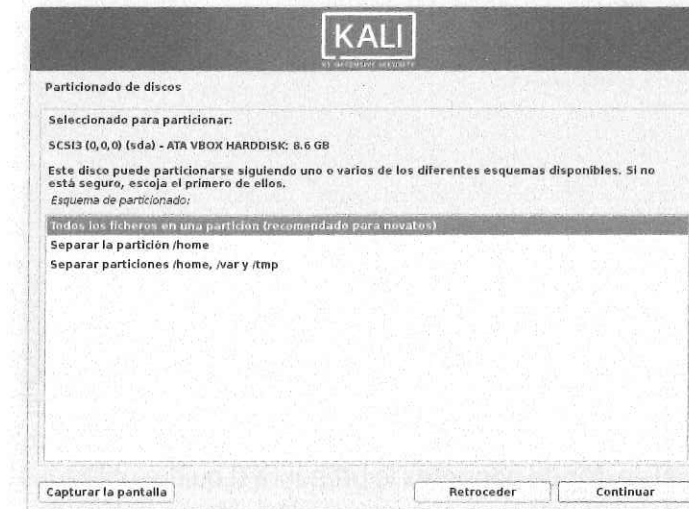 KALI
BY OFFENSIVE SECURITY
Particionado de discos
Seleccionado para particionar:
SCSI3 (0,0,0) (sda) - ATA VBOX HARDDISK: 8.6 GB
Este disco puede particionarse siguiendo uno o varios de los diferentes esquemas disponibles. Si no
está seguro, escoja el primero de ellos.
Esquema de particionado:
Todos los ficheros en una partición (recomendado para novatos)
Separar la partición /home
Separar particiones /home, /var y /tmp
Capturar la pantalla
Retroceder
Continuar